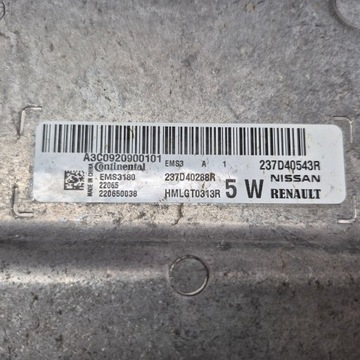 A3C0920900101 EMS3 A 1 237D40543R
Continental NISSAN
EMS3180 237D40288R
22065
220650038 HMLGT0313R 5 W RENAULT
MADE IN CHINA